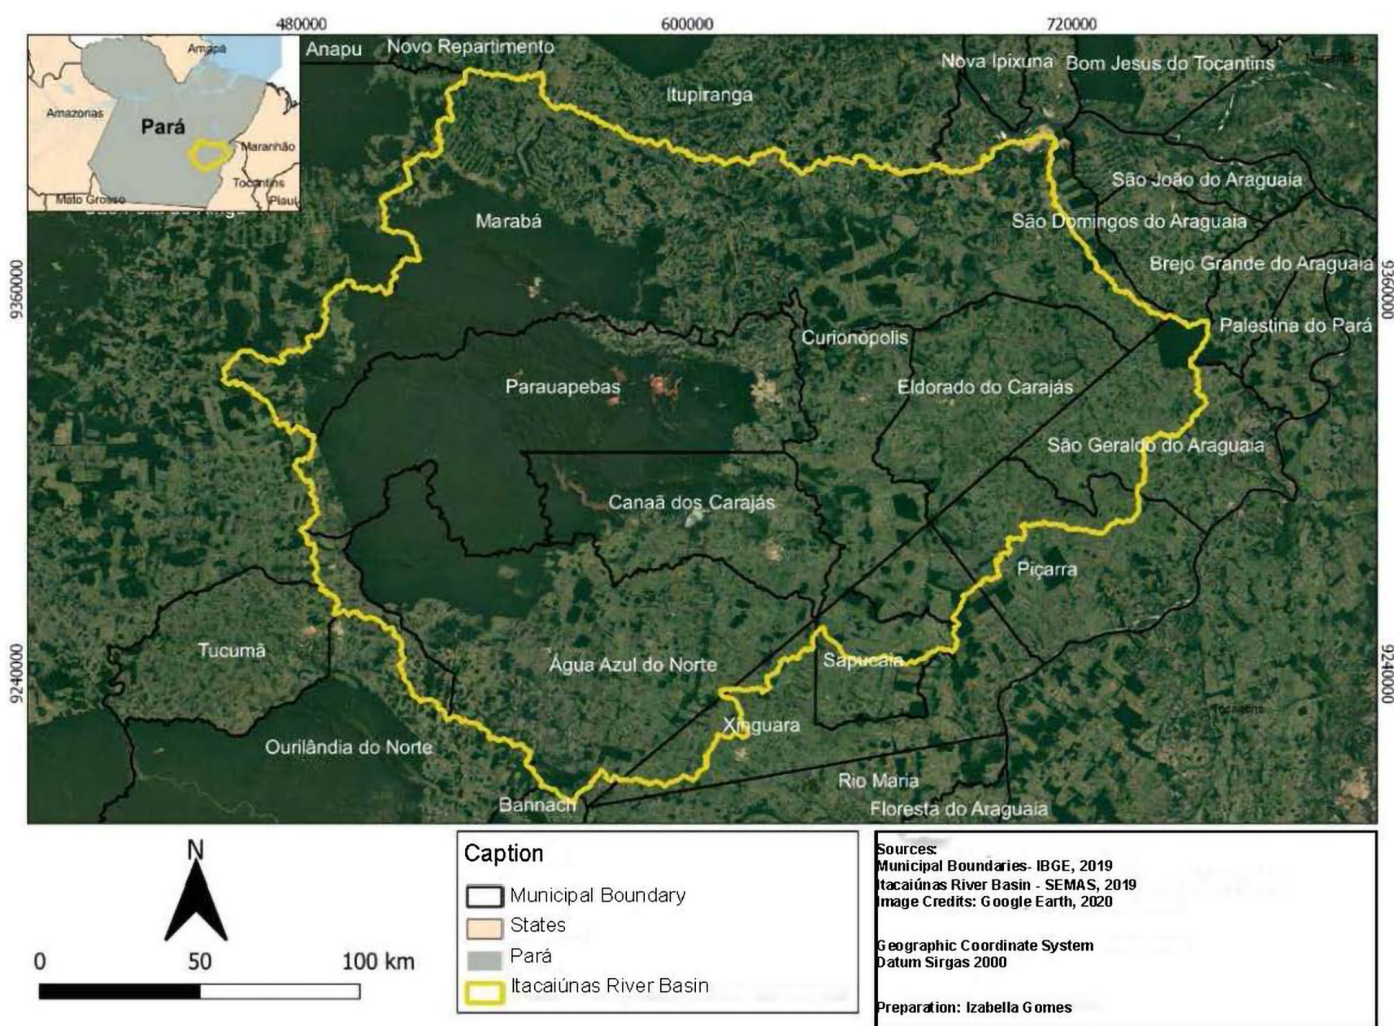 480000
600000
720000
Amapá
Amazonas
Pará
Maranhão
Tocantins
Mato Grosso
Piauí
Anapu
Novo Repartimento
Itupiranga
Nova Ipixuna
Bom Jesus do Tocantins
Maranhão
São João do Araguaia
Marabá
São Domingos do Araguaia
Brejo Grande do Araguaia
9360000
9360000
Curionópolis
Palestina do Pará
Parauapebas
Eldorado do Carajás
São Geraldo do Araguaia
Canaã dos Carajás
Piçarra
Tucumã
Água Azul do Norte
Sapucaia
9240000
9240000
Tocantins
Xinguara
Ourilândia do Norte
Rio Maria
Bannach
Floresta do Araguaia
N
0 50 100 km
Caption
Municipal Boundary
States
Pará
Itacaiúnas River Basin
Sources:
Municipal Boundaries- IBGE, 2019
Itacaiúnas River Basin - SEMAS, 2019
Image Credits: Google Earth, 2020
Geographic Coordinate System
Datum Sirgas 2000
Preparation: Izabella Gomes